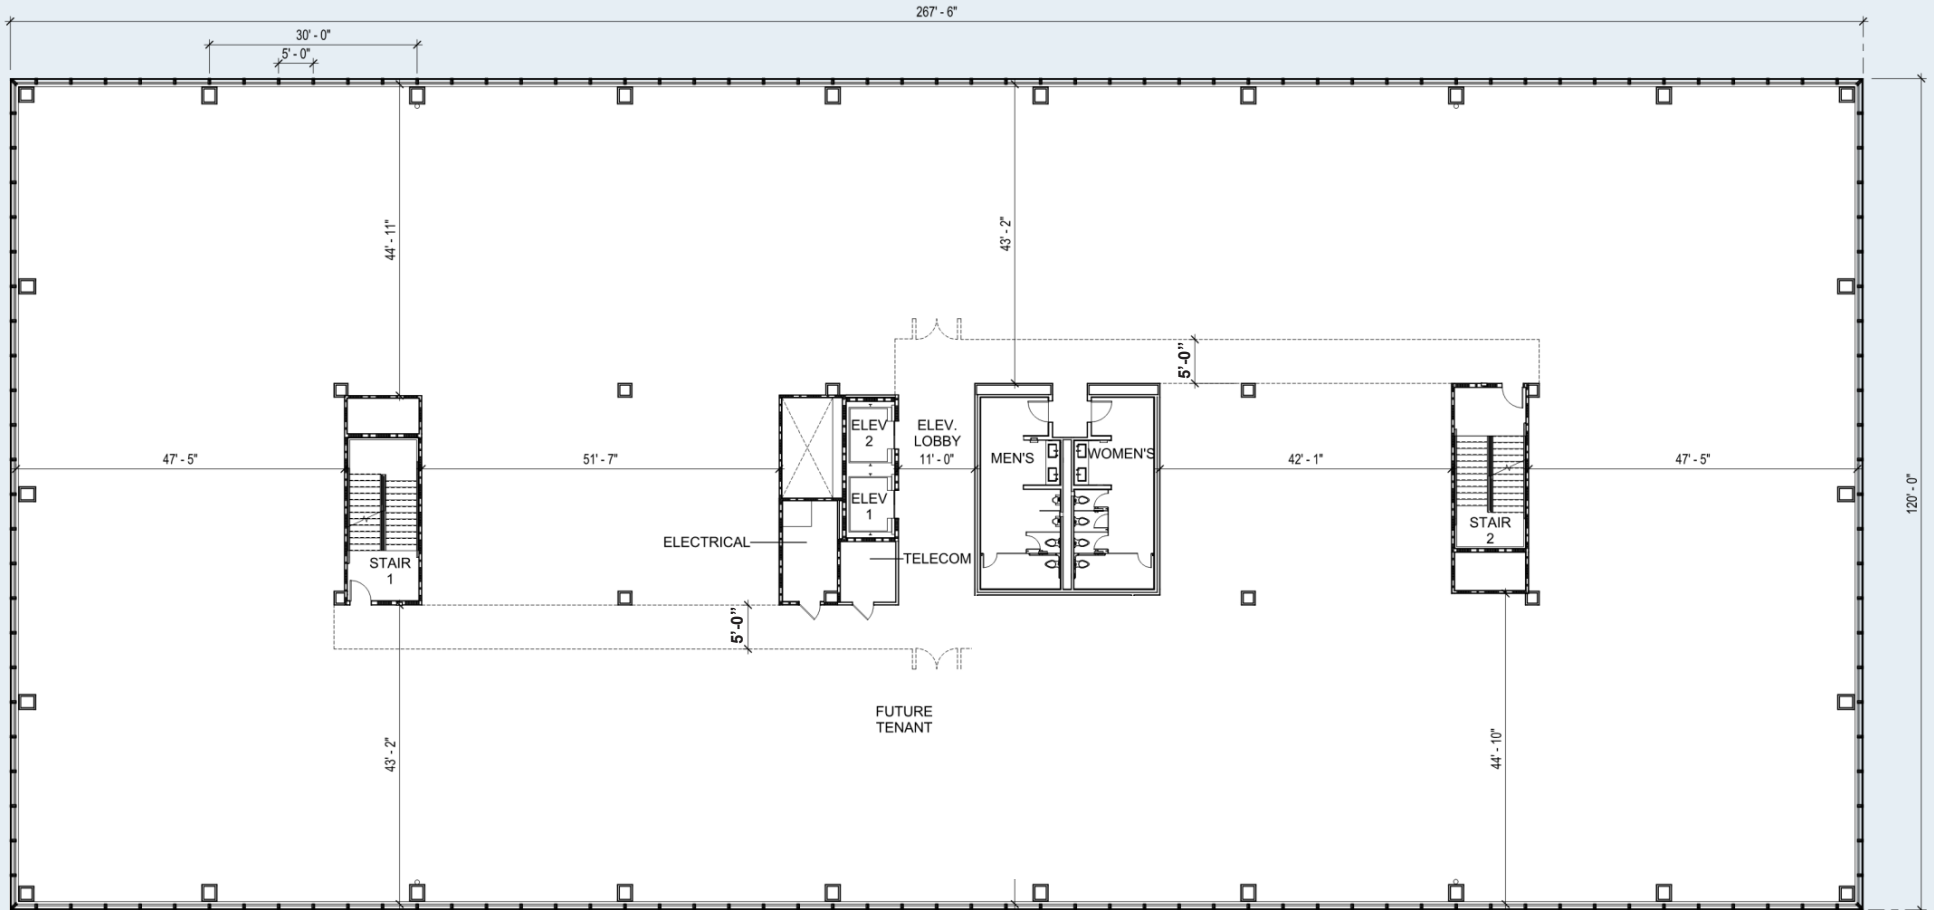 267' - 6"
30' - 0"
5' - 0"
44' - 11"
43' - 2"
5'-0"
ELEV
2
ELEV.
LOBBY
11' - 0"
47' - 5"
51' - 7"
MEN'S
WOMEN'S
42' - 1"
47' - 5"
ELEV
1
120' - 0"
STAIR
2
ELECTRICAL
TELECOM
STAIR
1
5'-0"
FUTURE
TENANT
43' - 2"
44' - 10"